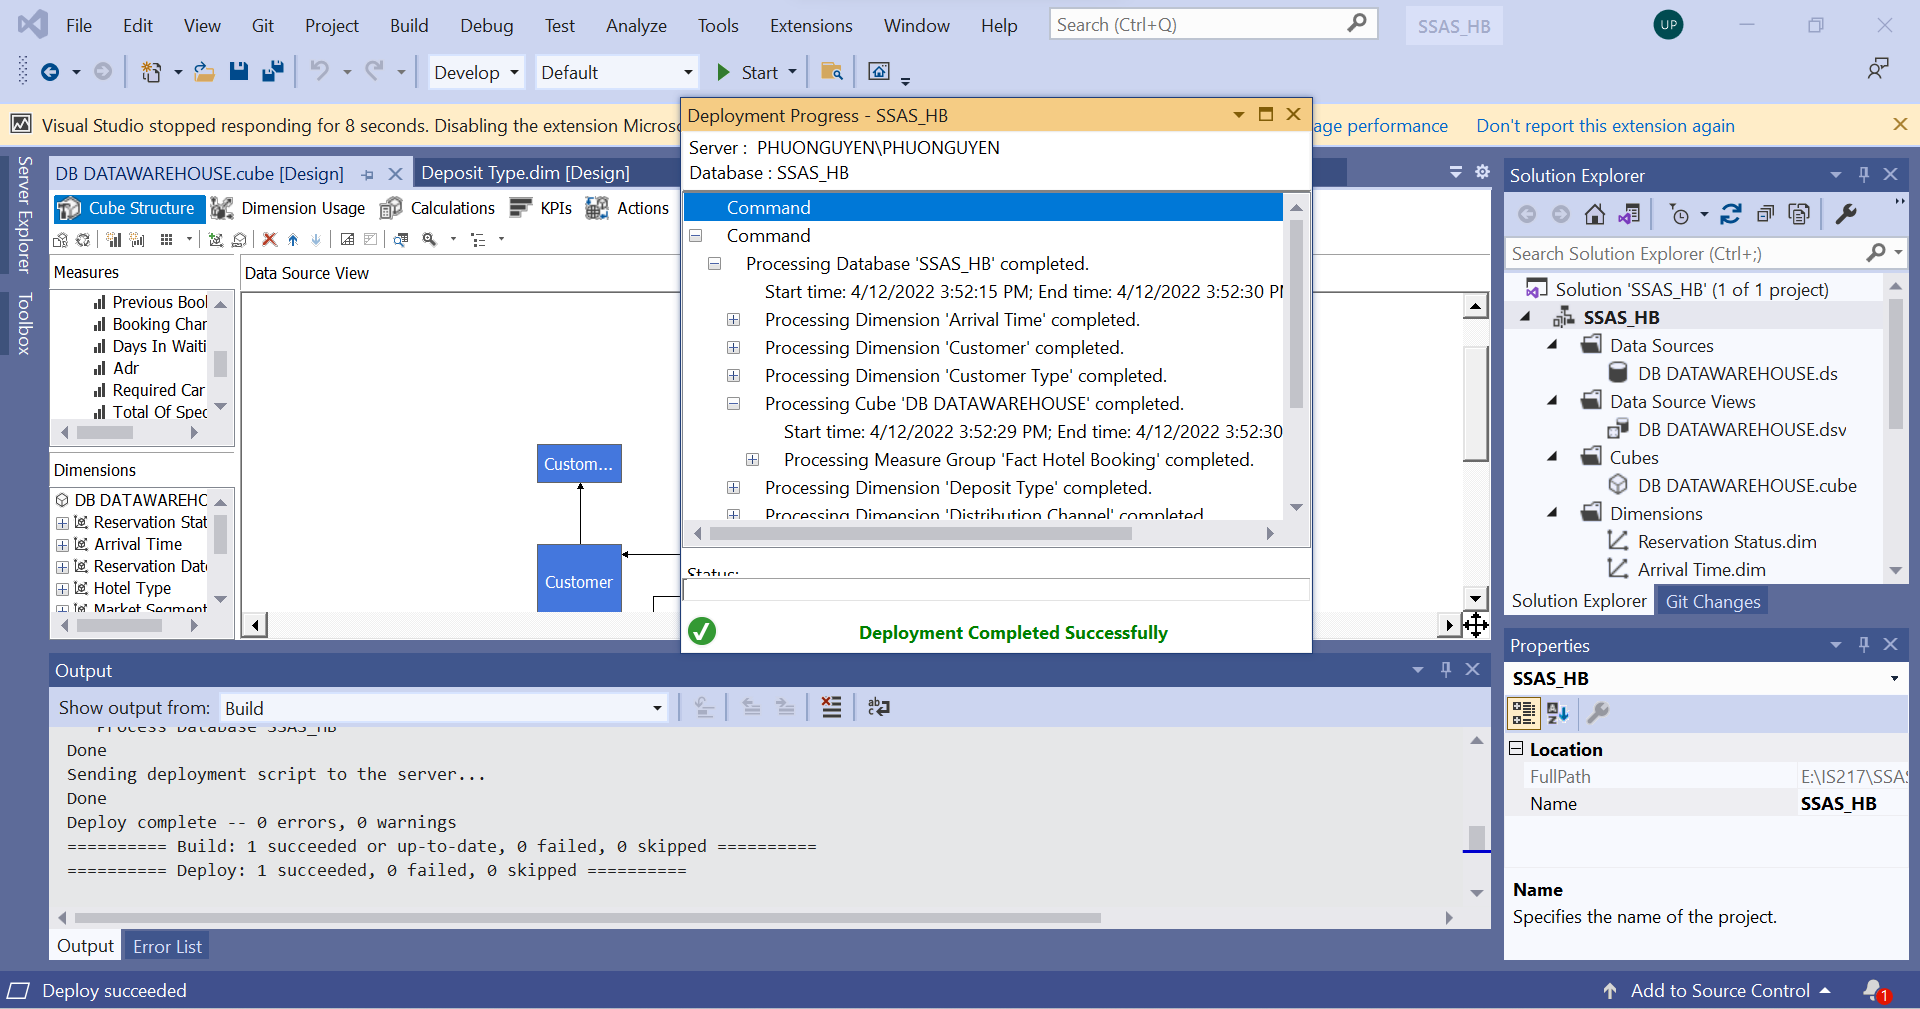 File Edit View Git Project Build Debug Test Analyze Tools Extensions Window Help Search (Ctrl+Q) SSAS_HB UP
Develop Default Start
Visual Studio stopped responding for 8 seconds. Disabling the extension Micros
age performance Don't report this extension again
Server Explorer
Toolbox
DB DATAWAREHOUSE.cube [Design] Deposit Type.dim [Design]
Cube Structure Dimension Usage Calculations KPIs Actions
Measures
Previous Bool
Booking Char
Days In Waiti
Adr
Required Car
Total Of Spec
Dimensions
DB DATAWAREHC
Reservation Stat
Arrival Time
Reservation Date
Hotel Type
Market Segment
Data Source View
Custom...
Customer
Deployment Progress - SSAS_HB
Server : PHUONGUYEN\PHUONGUYEN
Database : SSAS_HB
Command
Command
Processing Database 'SSAS_HB' completed.
Start time: 4/12/2022 3:52:15 PM; End time: 4/12/2022 3:52:30 PM
Processing Dimension 'Arrival Time' completed.
Processing Dimension 'Customer' completed.
Processing Dimension 'Customer Type' completed.
Processing Cube 'DB DATAWAREHOUSE' completed.
Start time: 4/12/2022 3:52:29 PM; End time: 4/12/2022 3:52:30
Processing Measure Group 'Fact Hotel Booking' completed.
Processing Dimension 'Deposit Type' completed.
Processing Dimension 'Distribution Channel' completed
Status:
Deployment Completed Successfully
Solution Explorer
Search Solution Explorer (Ctrl+;)
Solution 'SSAS_HB' (1 of 1 project)
SSAS_HB
Data Sources
DB DATAWAREHOUSE.ds
Data Source Views
DB DATAWAREHOUSE.dsv
Cubes
DB DATAWAREHOUSE.cube
Dimensions
Reservation Status.dim
Arrival Time.dim
Solution Explorer Git Changes
Properties
SSAS_HB
Location
FullPath E:\IS217\SSAS
Name SSAS_HB
Name
Specifies the name of the project.
Output
Show output from: Build
Process Database SSAS_HB
Done
Sending deployment script to the server...
Done
Deploy complete -- 0 errors, 0 warnings
========== Build: 1 succeeded or up-to-date, 0 failed, 0 skipped ==========
========== Deploy: 1 succeeded, 0 failed, 0 skipped ==========
Output Error List
Deploy succeeded
Add to Source Control 1